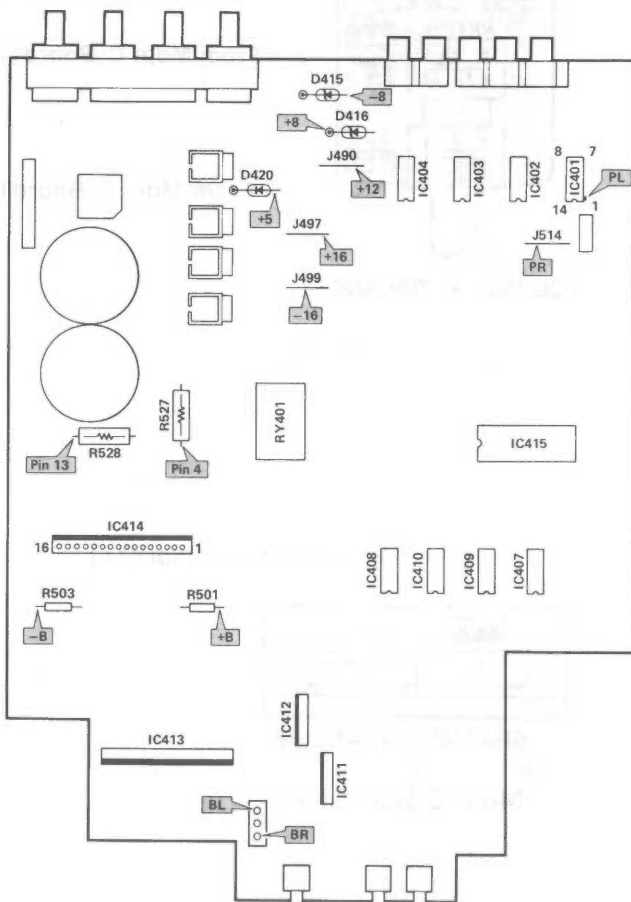 D415
−8
+8
D416
J490
+12
D420
+5
J497
+16
J499
−16
IC404
IC403
IC402
IC401
8 7
14 1
PL
J514
PR
R527
R528
Pin 13
Pin 4
RY401
IC415
IC414
16 1
IC408
IC410
IC409
IC407
R503
R501
−B
+B
IC412
IC413
IC411
BL
BR